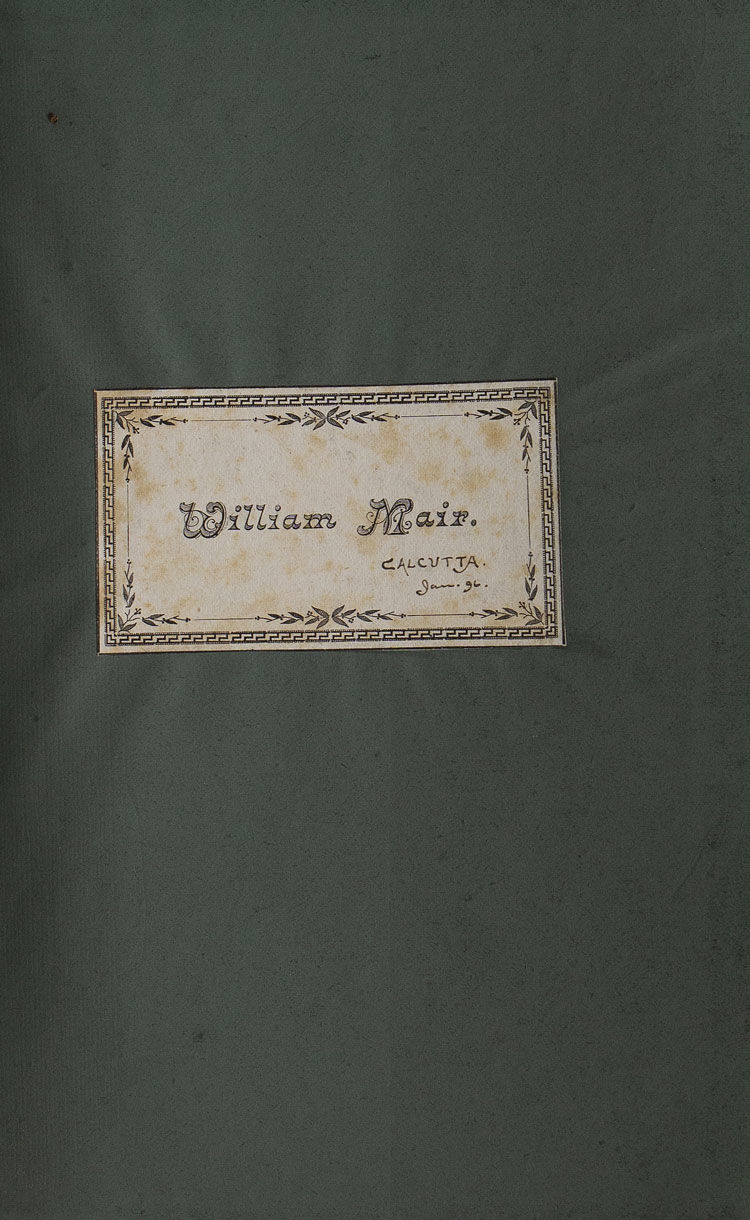 William Mair.
CALCUTTA.
Jan. 96.